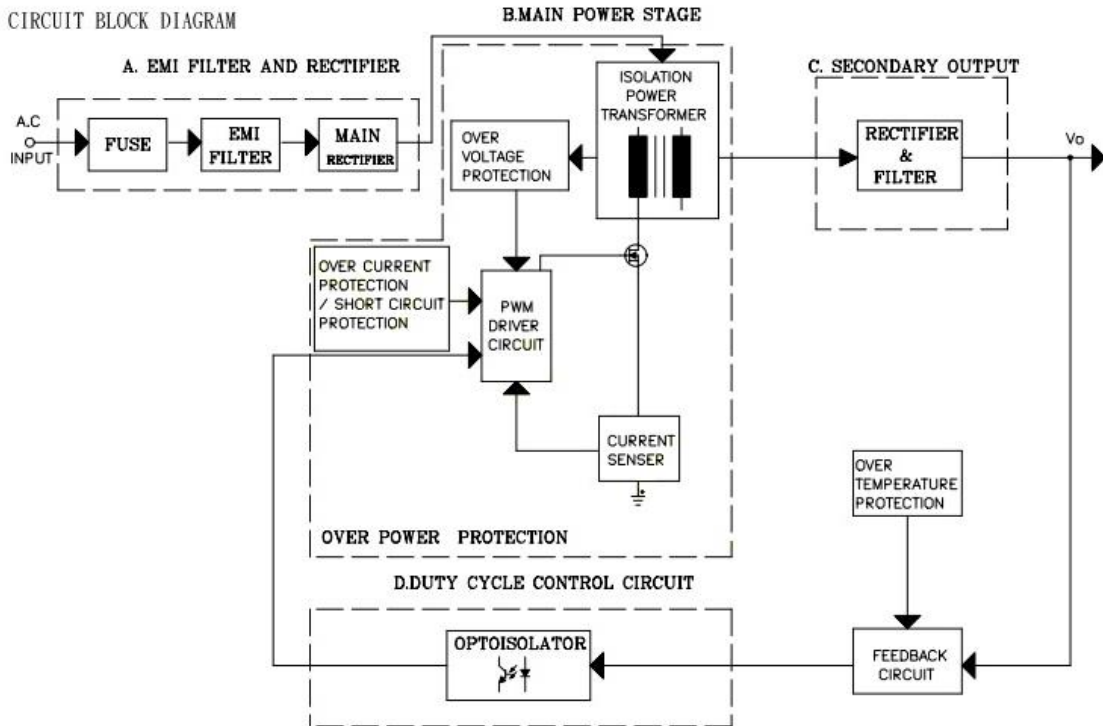 CIRCUIT BLOCK DIAGRAM
B.MAIN POWER STAGE
A. EMI FILTER AND RECTIFIER
C. SECONDARY OUTPUT
A.C
INPUT
FUSE
EMI
FILTER
MAIN
RECTIFIER
ISOLATION
POWER
TRANSFORMER
OVER
VOLTAGE
PROTECTION
RECTIFIER
&
FILTER
Vo
OVER CURRENT
PROTECTION
/ SHORT CIRCUIT
PROTECTION
PWM
DRIVER
CIRCUIT
CURRENT
SENSER
OVER
TEMPERATURE
PROTECTION
OVER POWER PROTECTION
D.DUTY CYCLE CONTROL CIRCUIT
OPTOISOLATOR
FEEDBACK
CIRCUIT